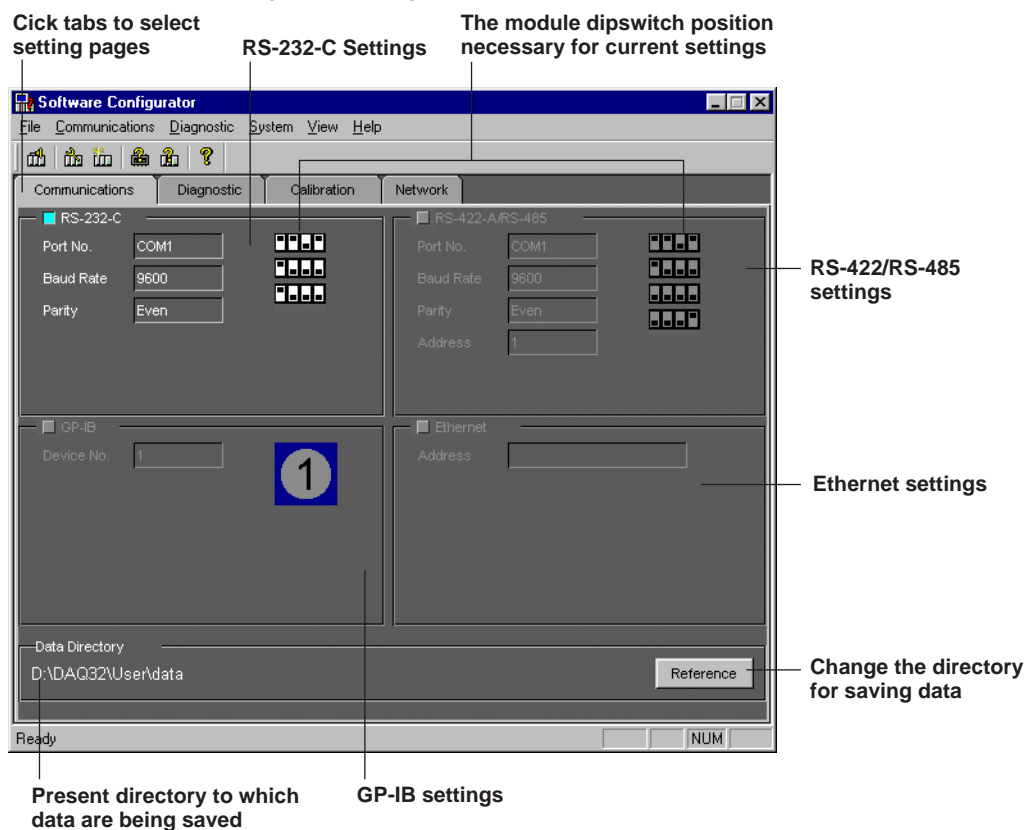 Cick tabs to select
setting pages
RS-232-C Settings
The module dipswitch position
necessary for current settings
Software Configurator
File Communications Diagnostic System View Help
Communications Diagnostic Calibration Network
RS-232-C
Port No. COM1
Baud Rate 9600
Parity Even
RS-422-A/RS-485
Port No. COM1
Baud Rate 9600
Parity Even
Address 1
RS-422/RS-485
settings
GP-IB
Device No. 1
1
Ethernet
Address
Ethernet settings
Data Directory
D:\DAQ32\User\data
Reference
Change the directory
for saving data
Ready
NUM
Present directory to which
data are being saved
GP-IB settings